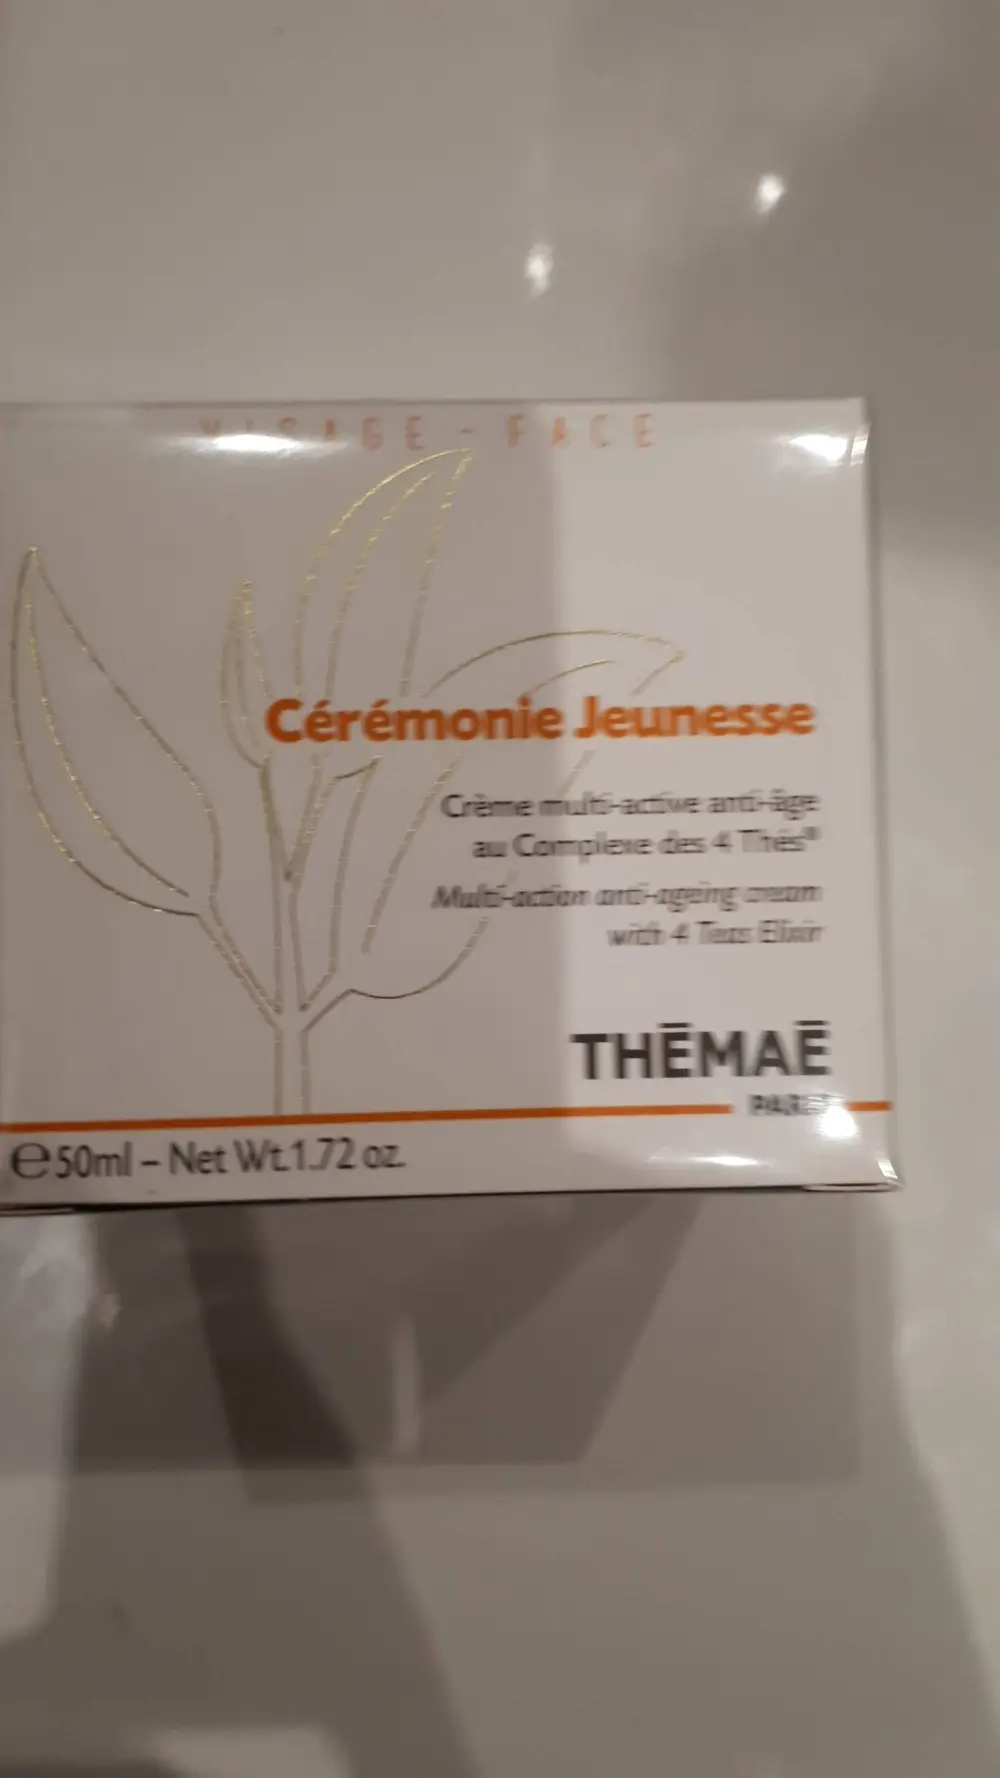 VISAGE - FACE
Cérémonie Jeunesse
Crème multi-active anti-âge
au Complexe des 4 Thés®
Multi-action anti-ageing cream
with 4 Teas Elixir
THĒMAĒ
PARIS
℮50ml – Net Wt.1.72 oz.